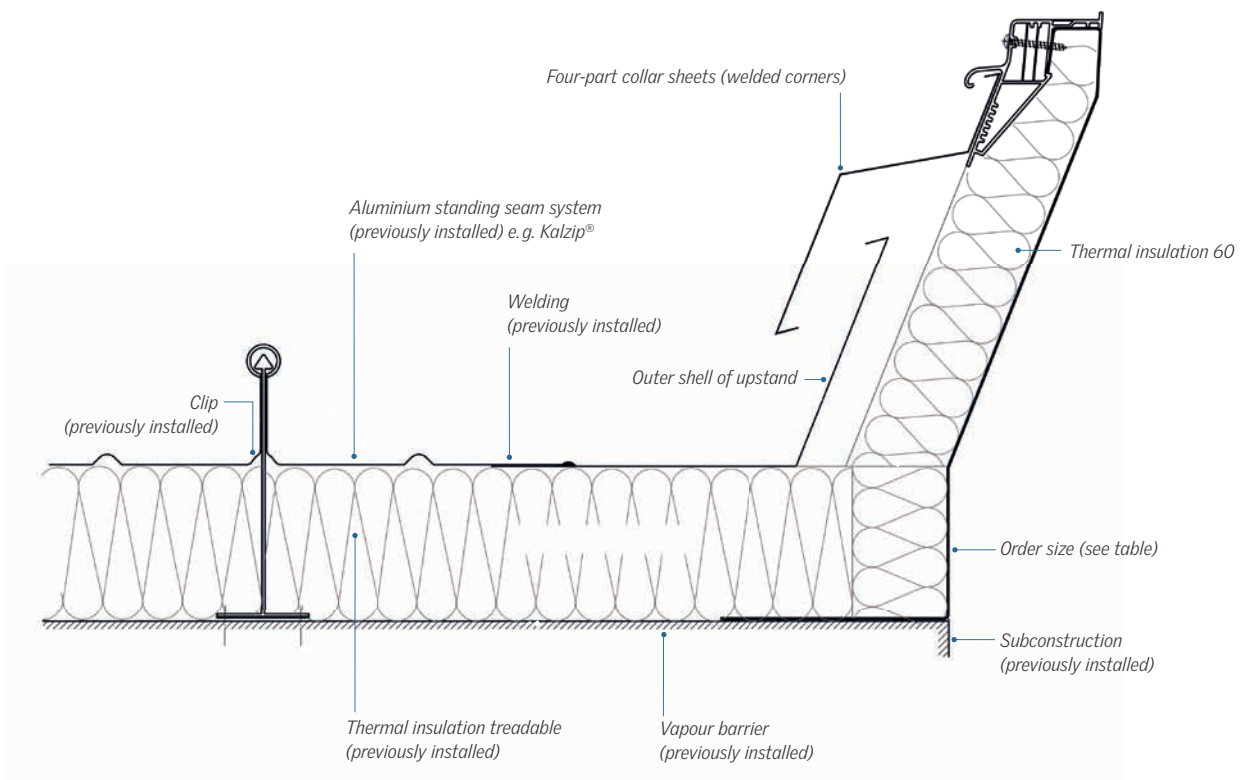 Four-part collar sheets (welded corners)
Aluminium standing seam system
(previously installed) e.g. Kalzip®
Thermal insulation 60
Welding
(previously installed)
Outer shell of upstand
Clip
(previously installed)
Order size (see table)
Subconstruction
(previously installed)
Thermal insulation treadable
(previously installed)
Vapour barrier
(previously installed)